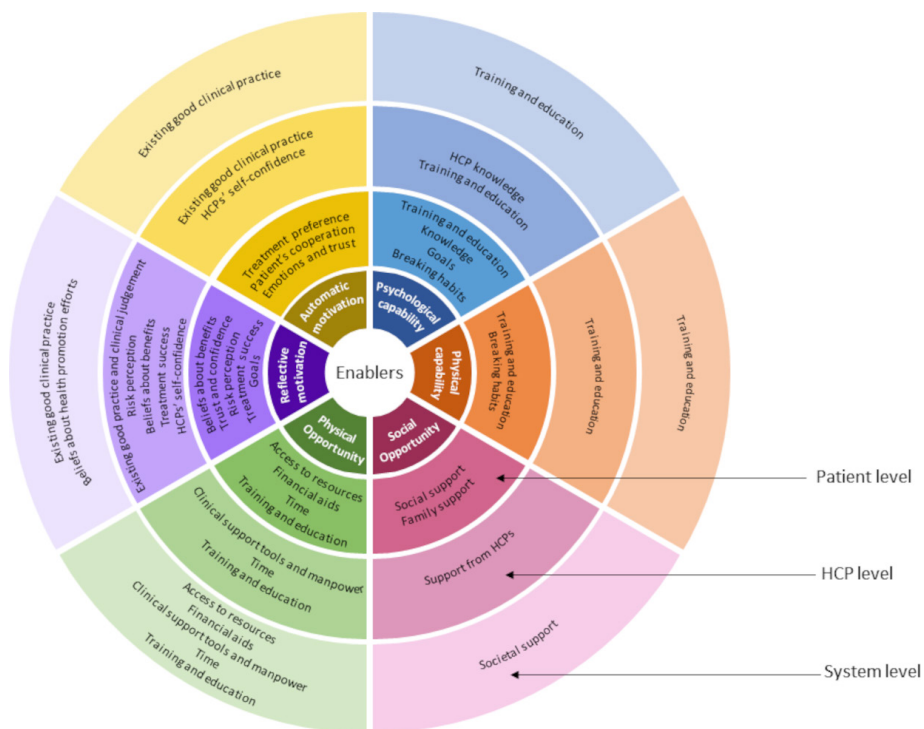 Enablers
Psychological
capability
Training and education
Knowledge
Goals
Breaking habits
HCP knowledge
Training and education
Training and education
Physical
capability
Training and education
Breaking habits
Training and education
Training and education
Social
Opportunity
Social support
Family support
Support from HCPs
Societal support
Physical
Opportunity
Access to resources
Financial aids
Time
Training and education
Clinical support tools and manpower
Time
Training and education
Access to resources
Financial aids
Clinical support tools and manpower
Time
Training and education
Reflective
motivation
Beliefs about benefits
Trust and confidence
Risk perception
Treatment success
Goals
Existing good practice and clinical judgement
Risk perception
Beliefs about benefits
Treatment success
HCPs' self-confidence
Existing good clinical practice
Beliefs about health promotion efforts
Automatic
motivation
Treatment preference
Patient's cooperation
Emotions and trust
Existing good clinical practice
HCPs' self-confidence
Existing good clinical practice
Patient level
HCP level
System level